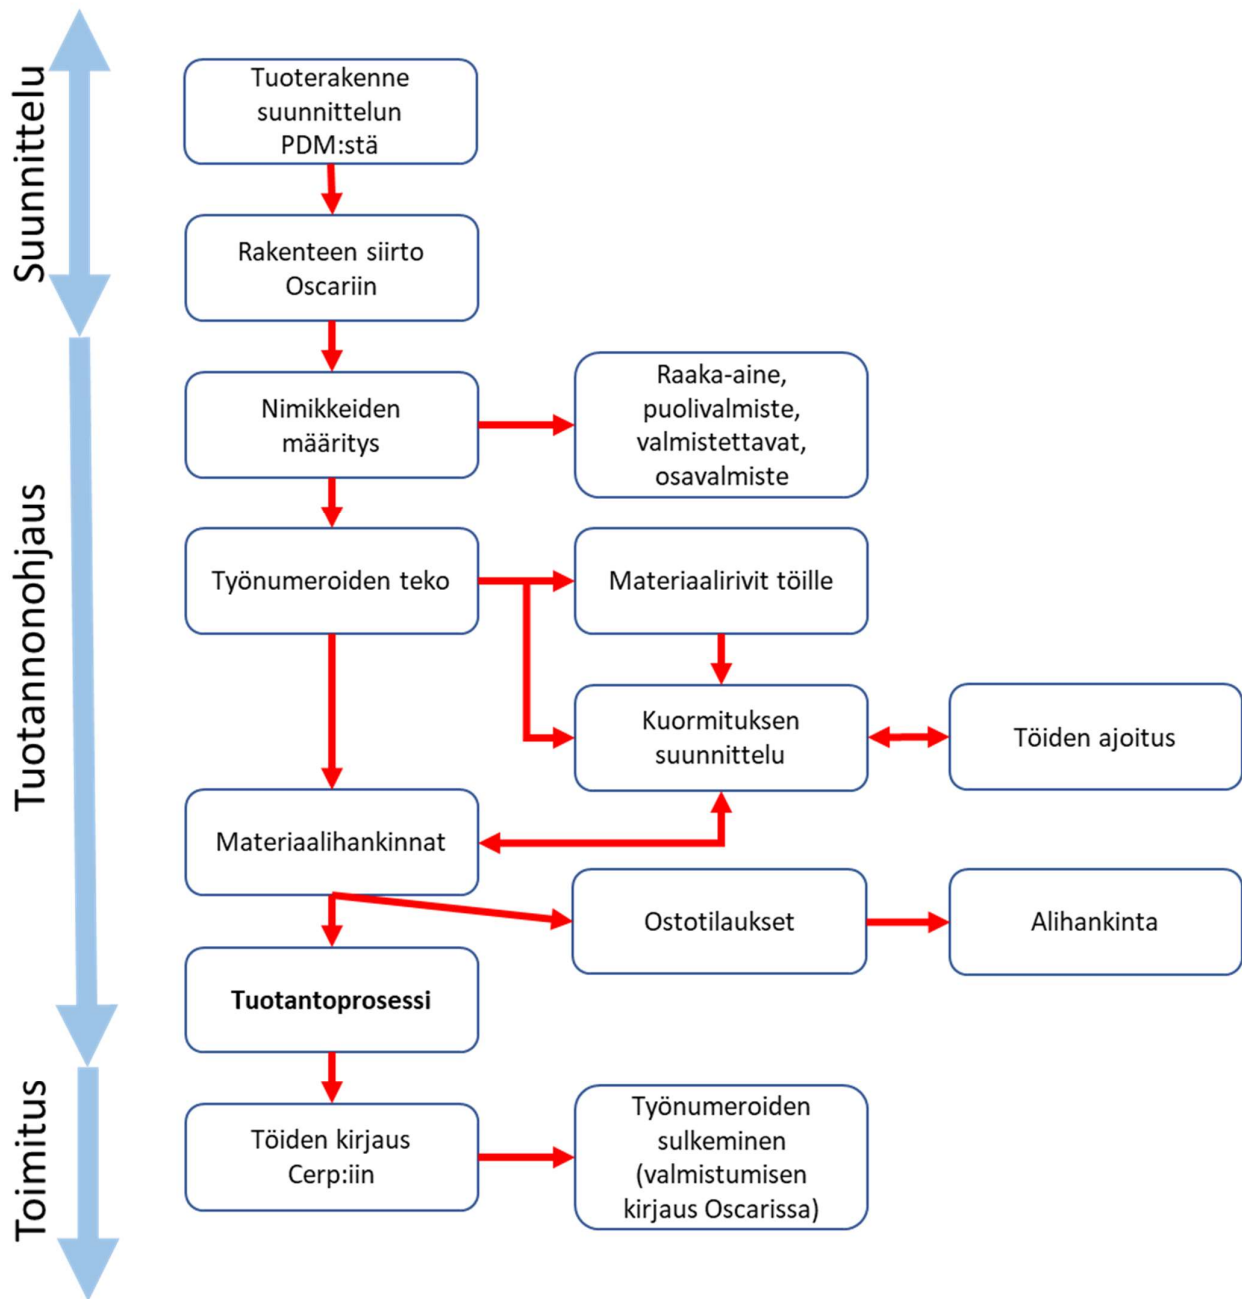 Suunnittelu
Tuoterakenne
suunnittelun
PDM:stä
Rakenteen siirto
Oscariin
Tuotannonohjaus
Nimikkeiden
määritys
Raaka-aine,
puolivalmiste,
valmistettavat,
osavalmiste
Työnumeroiden teko
Materiaalirivit töille
Kuormituksen
suunnittelu
Töiden ajoitus
Materiaalihankinnat
Ostotilaukset
Alihankinta
Tuotantoprosessi
Toimitus
Töiden kirjaus
Cerp:iin
Työnumeroiden
sulkeminen
(valmistumisen
kirjaus Oscarissa)